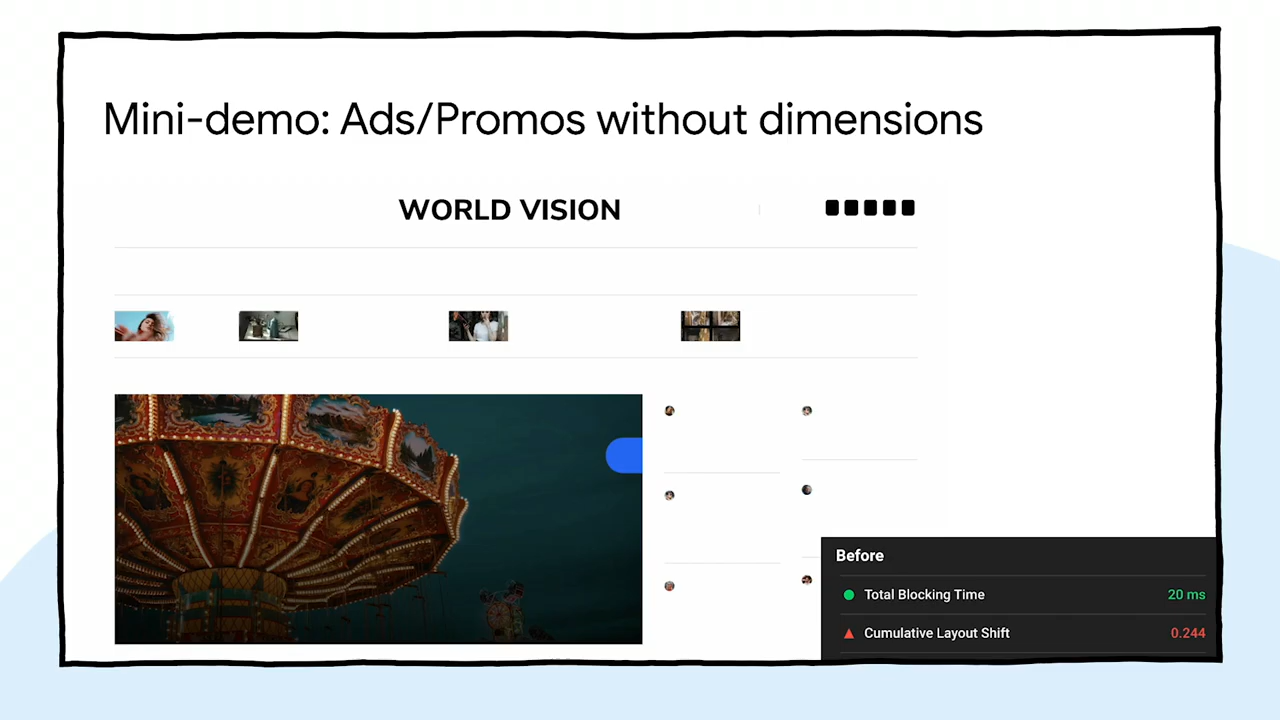 Mini-demo: Ads/Promos without dimensions
WORLD VISION
Before
Total Blocking Time 20 ms
Cumulative Layout Shift 0.244